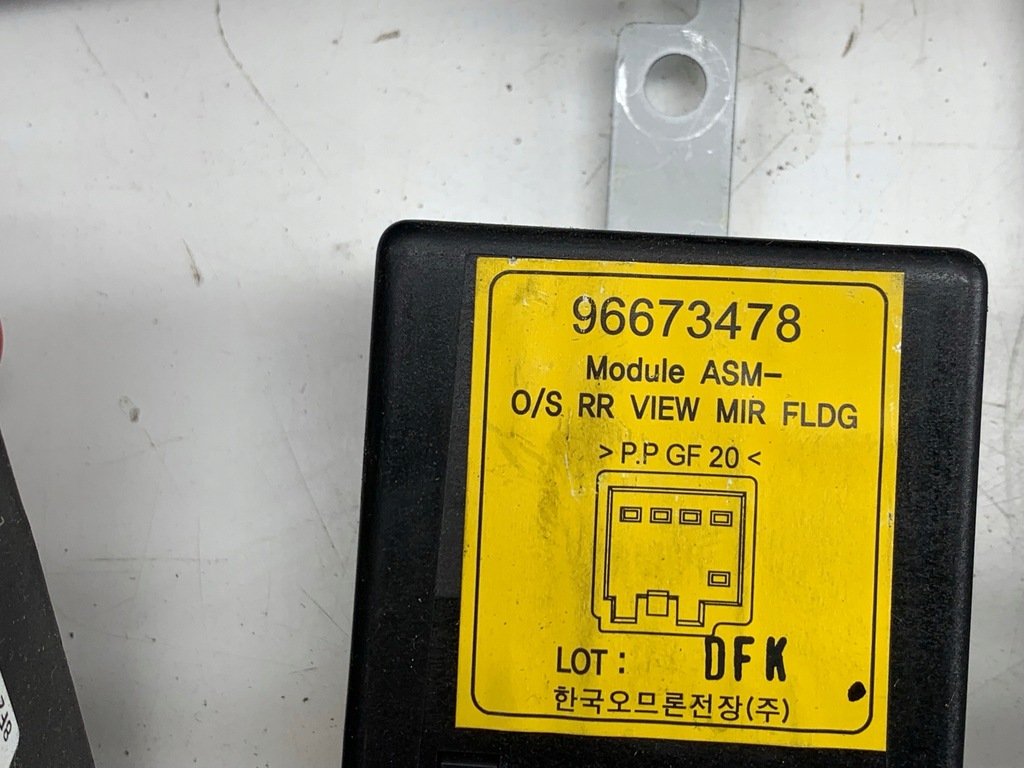 96673478
Module ASM-
O/S RR VIEW MIR FLDG
> P.P GF 20 <
LOT : DFK
한국오므론전장(주)